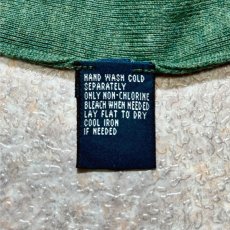 HAND WASH COLD
SEPARATELY
ONLY NON-CHLORINE
BLEACH WHEN NEEDED
LAY FLAT TO DRY
COOL IRON
IF NEEDED